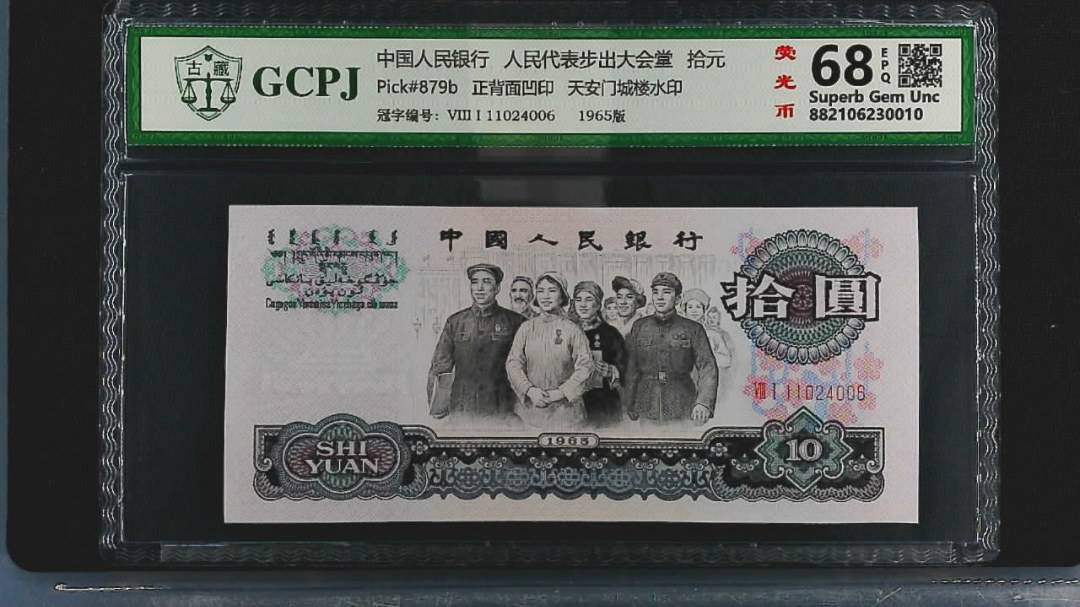 古藏
GCPJ
中国人民银行 人民代表步出大会堂 拾元
Pick#879b 正背面凹印 天安门城楼水印
冠字编号: VIII I 11024006 1965版
荧光币
68
EPQ
Superb Gem Unc
882106230010
中國人民銀行
拾圓
VIII I 11024006
1965
SHI
YUAN
10